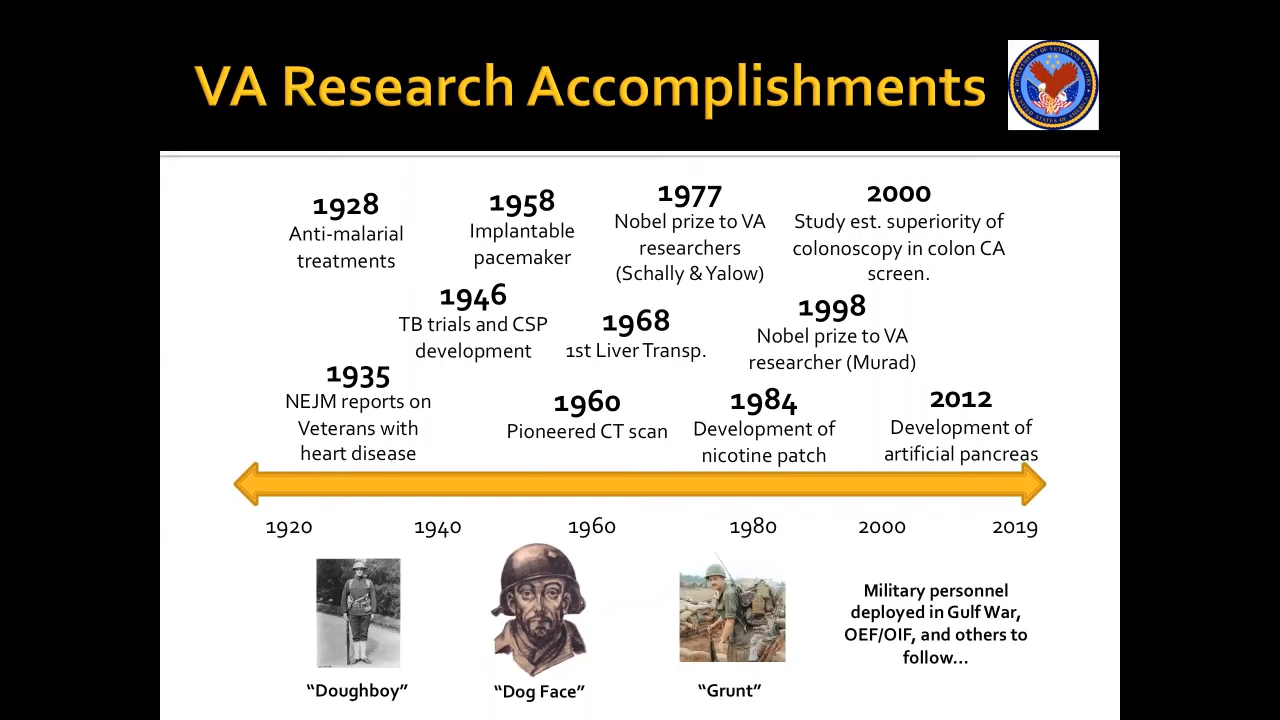 VA Research Accomplishments
1928
Anti-malarial
treatments
1958
Implantable
pacemaker
1977
Nobel prize to VA
researchers
(Schally & Yalow)
2000
Study est. superiority of
colonoscopy in colon CA
screen.
1946
TB trials and CSP
development
1968
1st Liver Transp.
1998
Nobel prize to VA
researcher (Murad)
1935
NEJM reports on
Veterans with
heart disease
1960
Pioneered CT scan
1984
Development of
nicotine patch
2012
Development of
artificial pancreas
1920 1940 1960 1980 2000 2019
Military personnel
deployed in Gulf War,
OEF/OIF, and others to
follow...
“Doughboy” “Dog Face” “Grunt”